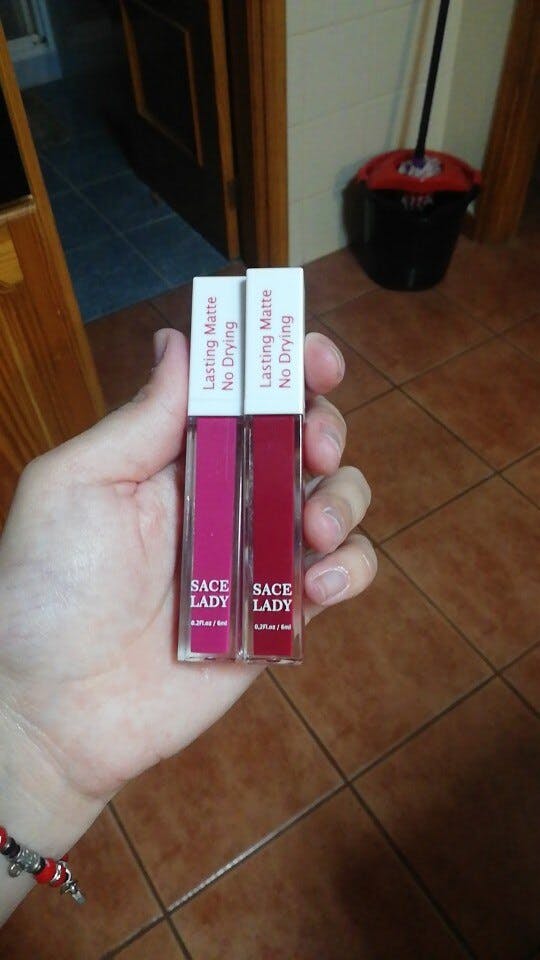 Lasting Matte
No Drying
SACE
LADY
0.2Fl.oz / 6ml
Lasting Matte
No Drying
SACE
LADY
0.2Fl.oz / 6ml